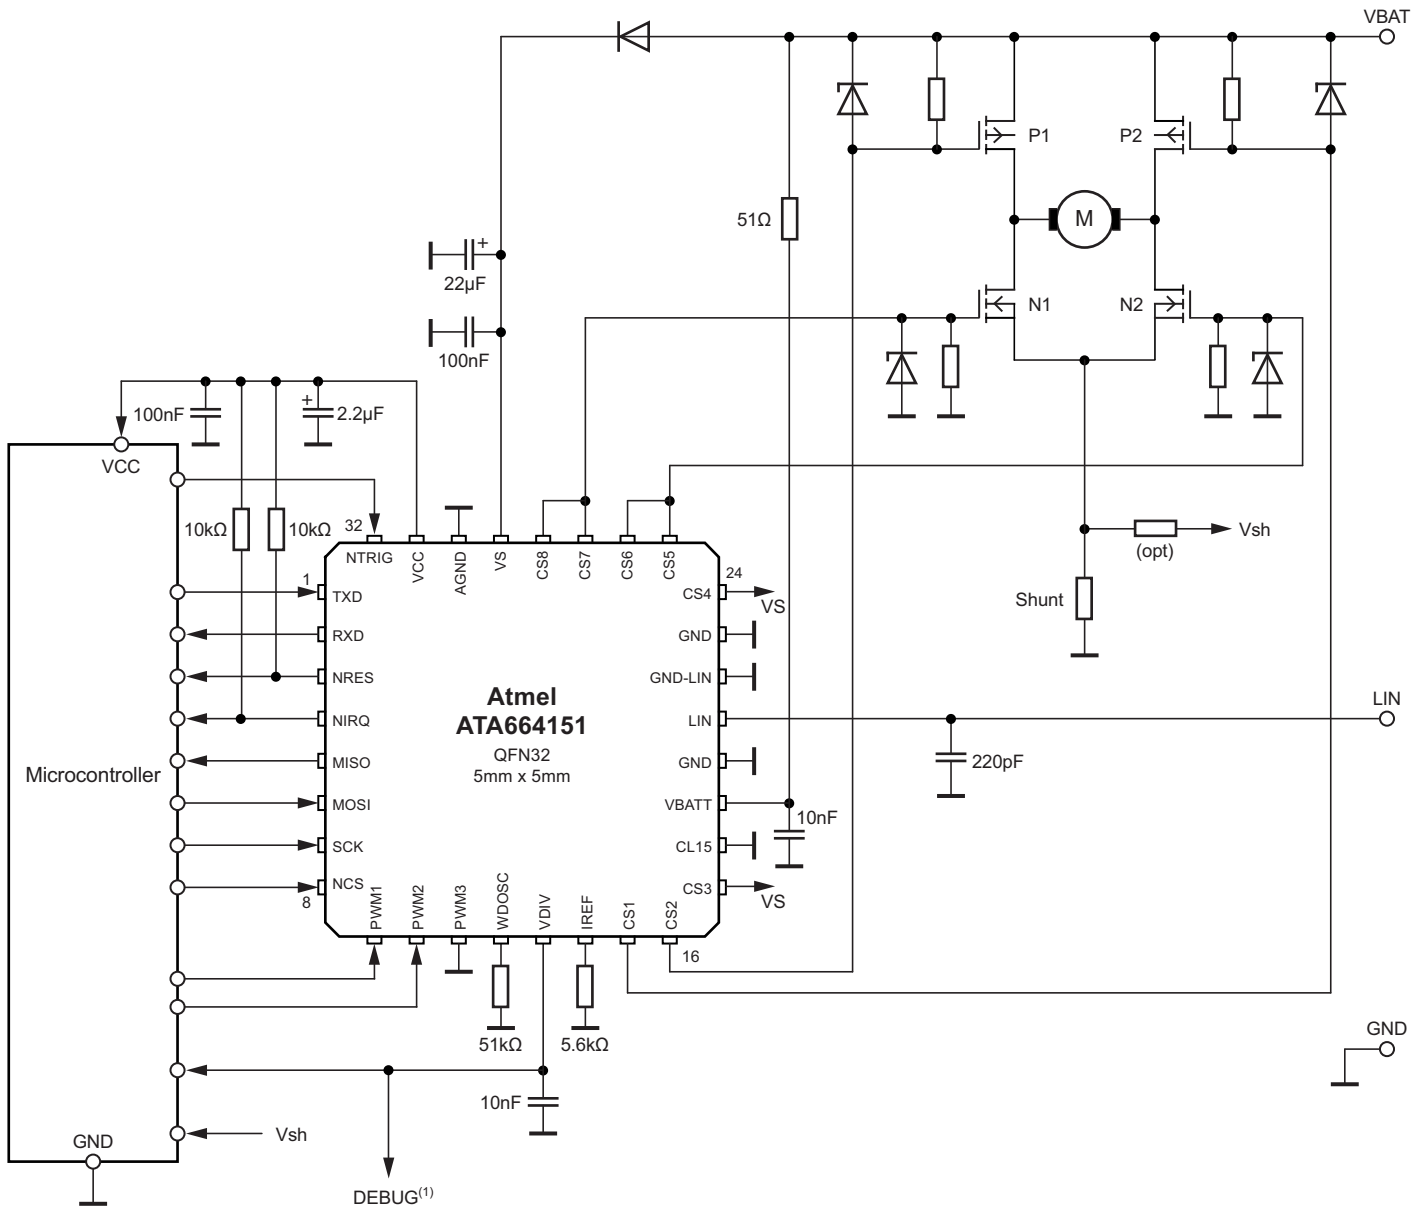 VBAT
P1
P2
51Ω
M
+
22µF
N1
N2
100nF
100nF
+
2.2µF
VCC
10kΩ
10kΩ
32
NTRIG
VCC
AGND
VS
CS8
CS7
CS6
CS5
Vsh
(opt)
Shunt
1
TXD
RXD
NRES
NIRQ
MISO
MOSI
SCK
NCS
8
24
CS4
VS
GND
GND-LIN
LIN
GND
VBATT
CL15
CS3
VS
Atmel
ATA664151
QFN32
5mm x 5mm
Microcontroller
LIN
220pF
10nF
PWM1
PWM2
PWM3
WDOSC
VDIV
IREF
CS1
CS2
16
51kΩ
5.6kΩ
GND
10nF
Vsh
GND
DEBUG(1)